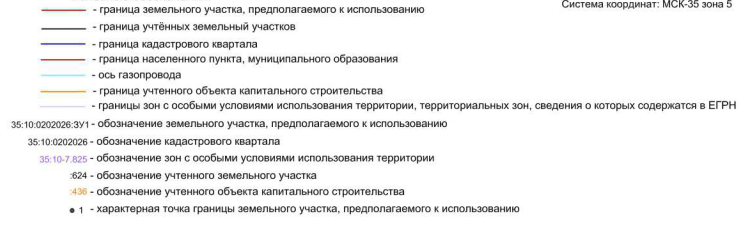 Система координат: МСК-35 зона 5
- граница земельного участка, предполагаемого к использованию
- граница учтённых земельный участков
- граница кадастрового квартала
- граница населенного пункта, муниципального образования
- ось газопровода
- граница учтенного объекта капитального строительства
- границы зон с особыми условиями использования территории, территориальных зон, сведения о которых содержатся в ЕГРН
35:10:0202026:ЗУ1 - обозначение земельного участка, предполагаемого к использованию
35:10:0202026 - обозначение кадастрового квартала
35:10-7.825 - обозначение зон с особыми условиями использования территории
:624 - обозначение учтенного земельного участка
:436 - обозначение учтенного объекта капитального строительства
1 - характерная точка границы земельного участка, предполагаемого к использованию